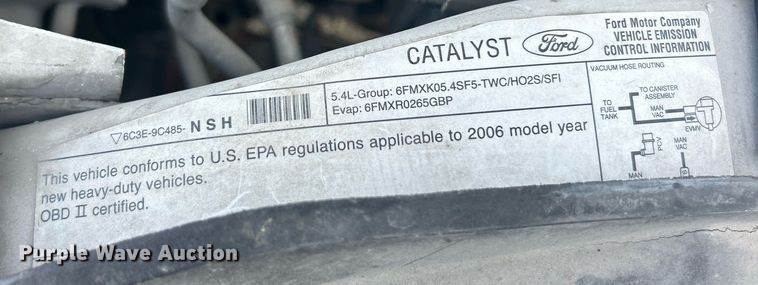 CATALYST
Ford
Ford Motor Company
VEHICLE EMISSION
CONTROL INFORMATION
▽6C3E-9C485- NSH
5.4L-Group: 6FMXK05.4SF5-TWC/HO2S/SFI
Evap: 6FMXR0265GBP
This vehicle conforms to U.S. EPA regulations applicable to 2006 model year
new heavy-duty vehicles.
OBD II certified.
VACUUM HOSE ROUTING
TO CANISTER
ASSEMBLY
TO
FUEL
TANK
MAN
VAC
EVMV
PCV
MAN
VAC
MAN
Purple Wave Auction